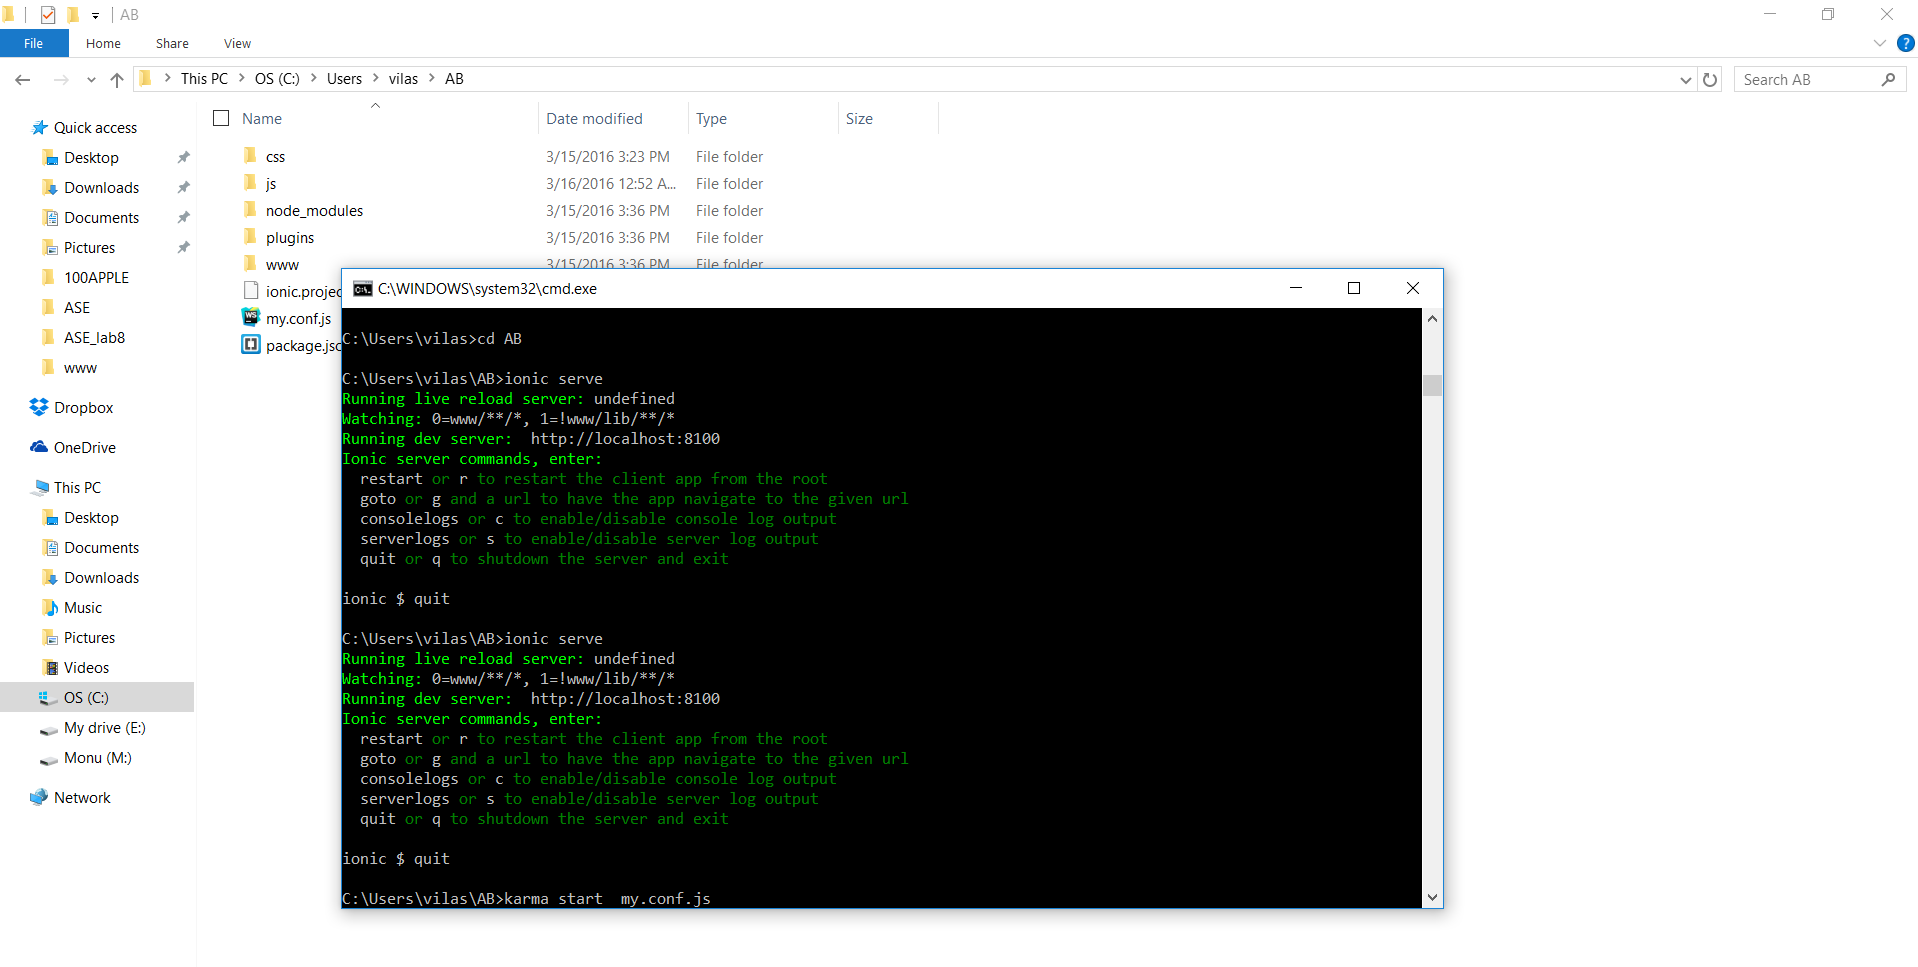 AB
File Home Share View
This PC OS (C:) Users vilas AB
Search AB
Name Date modified Type Size
css 3/15/2016 3:23 PM File folder
js 3/16/2016 12:52 A... File folder
node_modules 3/15/2016 3:36 PM File folder
plugins 3/15/2016 3:36 PM File folder
www 3/15/2016 3:36 PM File folder
ionic.projec
my.conf.js
package.jsc
Quick access
Desktop
Downloads
Documents
Pictures
100APPLE
ASE
ASE_lab8
www
Dropbox
OneDrive
This PC
Desktop
Documents
Downloads
Music
Pictures
Videos
OS (C:)
My drive (E:)
Monu (M:)
Network
C:\WINDOWS\system32\cmd.exe
C:\Users\vilas>cd AB
C:\Users\vilas\AB>ionic serve
Running live reload server: undefined
Watching: 0=www/**/*, 1=!www/lib/**/*
Running dev server:  http://localhost:8100
Ionic server commands, enter:
restart or r to restart the client app from the root
goto or g and a url to have the app navigate to the given url
consolelogs or c to enable/disable console log output
serverlogs or s to enable/disable server log output
quit or q to shutdown the server and exit
ionic $ quit
C:\Users\vilas\AB>ionic serve
Running live reload server: undefined
Watching: 0=www/**/*, 1=!www/lib/**/*
Running dev server:  http://localhost:8100
Ionic server commands, enter:
restart or r to restart the client app from the root
goto or g and a url to have the app navigate to the given url
consolelogs or c to enable/disable console log output
serverlogs or s to enable/disable server log output
quit or q to shutdown the server and exit
ionic $ quit
C:\Users\vilas\AB>karma start  my.conf.js